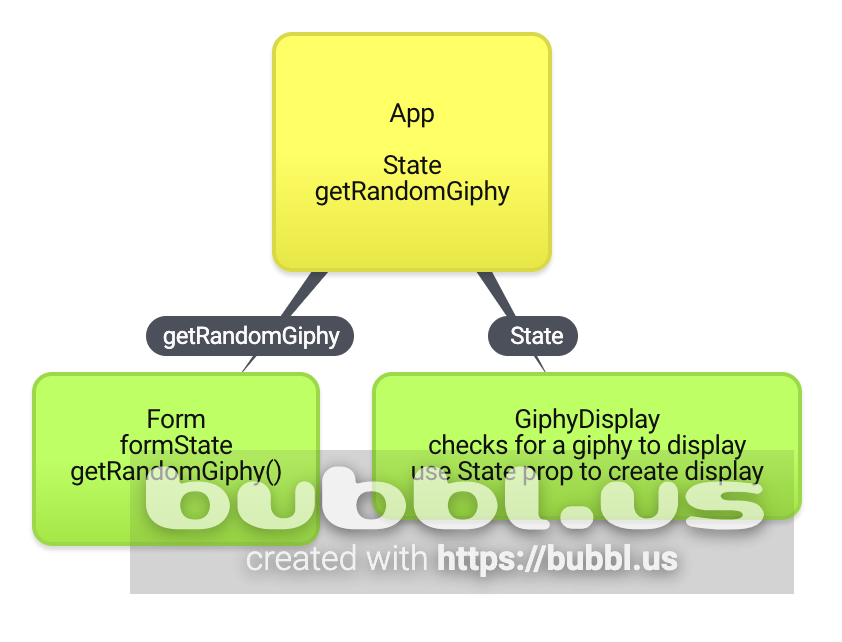 App
State
getRandomGiphy
getRandomGiphy
State
Form
formState
getRandomGiphy()
GiphyDisplay
checks for a giphy to display
use State prop to create display
bubbl.us
created with https://bubbl.us